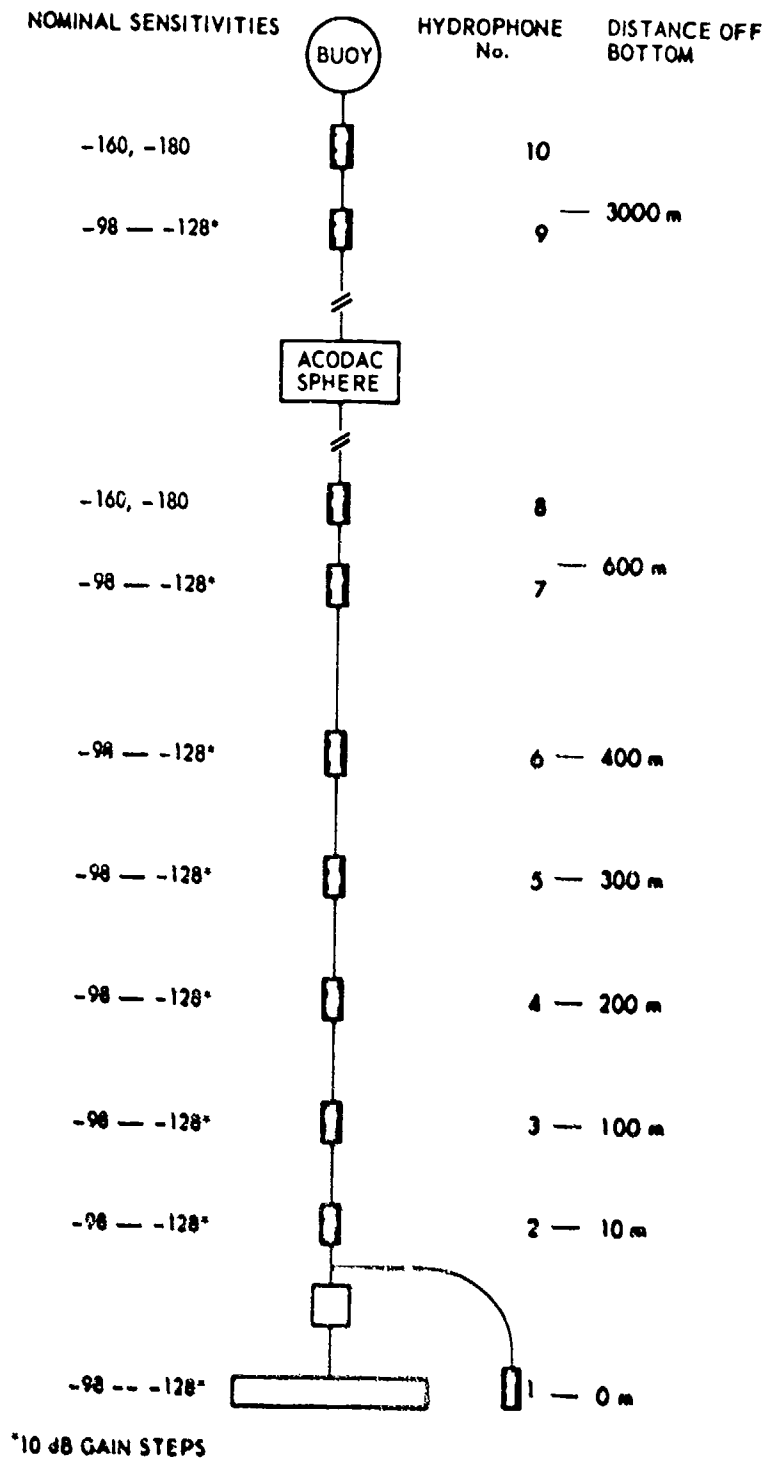 NOMINAL SENSITIVITIES
BUOY
HYDROPHONE
No.
DISTANCE OFF
BOTTOM
-160, -180
10
— 3000 m
-98 — -128*
9
ACODAC
SPHERE
-160, -180
8
— 600 m
-98 — -128*
7
-98 — -128*
6 — 400 m
-98 — -128*
5 — 300 m
-98 — -128*
4 — 200 m
-98 — -128*
3 — 100 m
-98 — -128*
2 — 10 m
-98 -- -128*
1 — 0 m
*10 dB GAIN STEPS